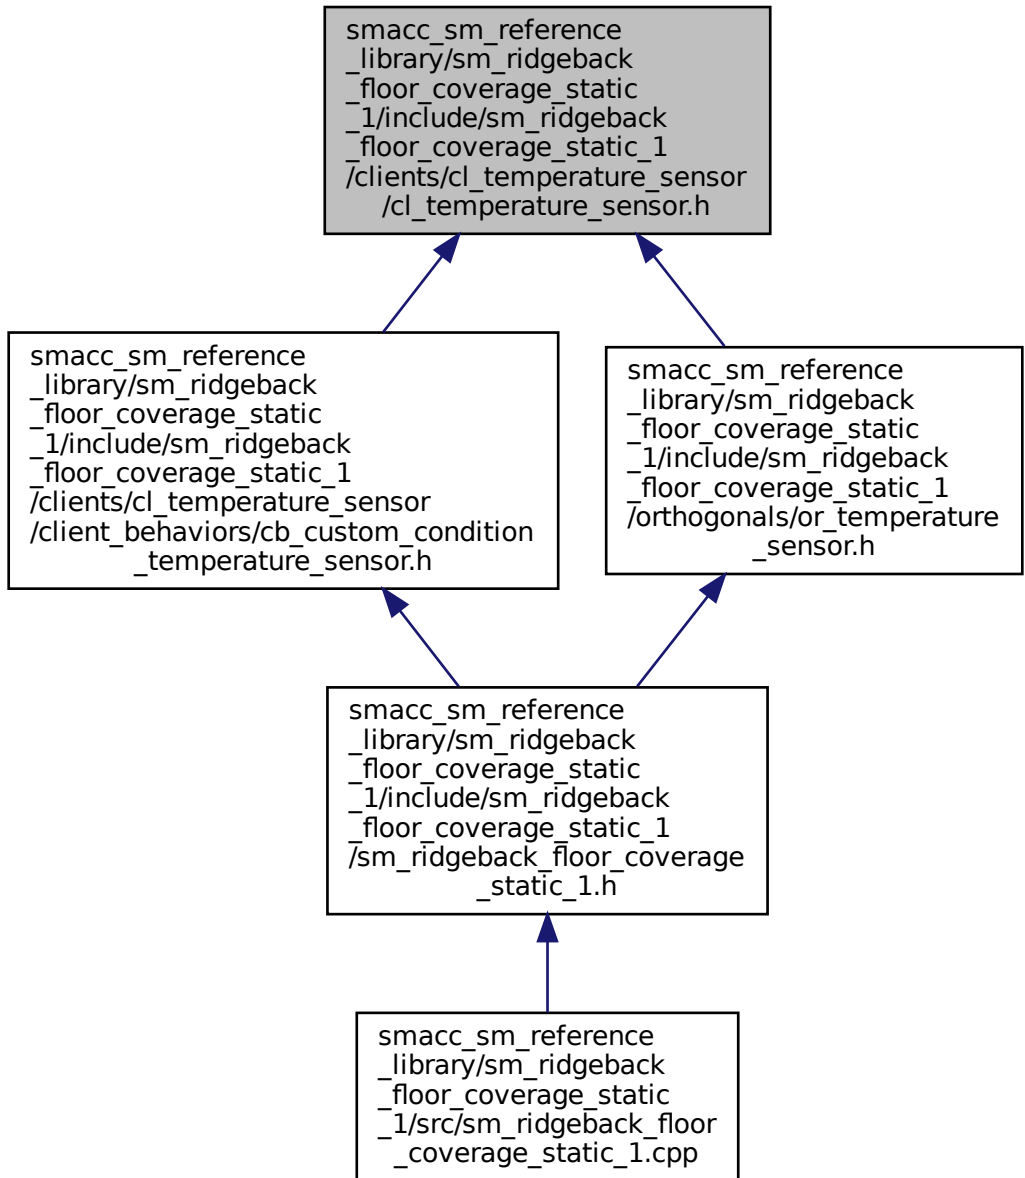 smacc_sm_reference
_library/sm_ridgeback
_floor_coverage_static
_1/include/sm_ridgeback
_floor_coverage_static_1
/clients/cl_temperature_sensor
/cl_temperature_sensor.h
smacc_sm_reference
_library/sm_ridgeback
_floor_coverage_static
_1/include/sm_ridgeback
_floor_coverage_static_1
/clients/cl_temperature_sensor
/client_behaviors/cb_custom_condition
_temperature_sensor.h
smacc_sm_reference
_library/sm_ridgeback
_floor_coverage_static
_1/include/sm_ridgeback
_floor_coverage_static_1
/orthogonals/or_temperature
_sensor.h
smacc_sm_reference
_library/sm_ridgeback
_floor_coverage_static
_1/include/sm_ridgeback
_floor_coverage_static_1
/sm_ridgeback_floor_coverage
_static_1.h
smacc_sm_reference
_library/sm_ridgeback
_floor_coverage_static
_1/src/sm_ridgeback_floor
_coverage_static_1.cpp